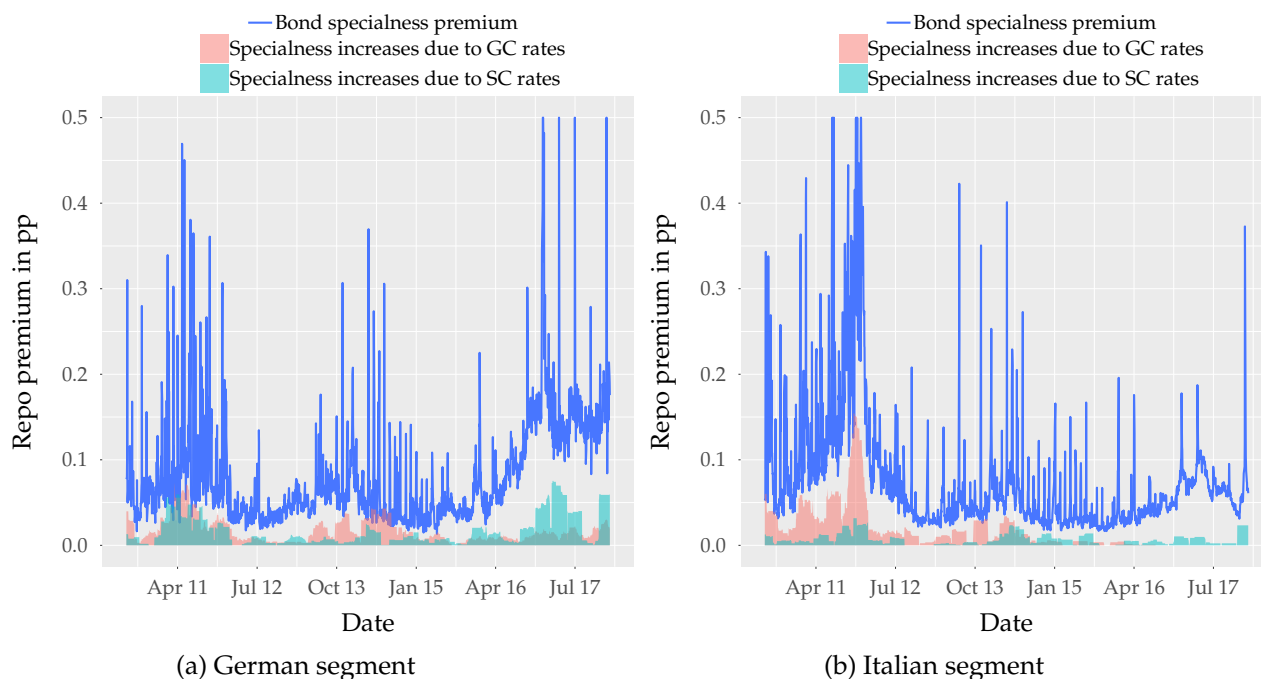 Bond specialness premium
Specialness increases due to GC rates
Specialness increases due to SC rates
0.5
0.4
0.3
0.2
0.1
0.0
Repo premium in pp
Apr 11 Jul 12 Oct 13 Jan 15 Apr 16 Jul 17
Date
(a) German segment
Bond specialness premium
Specialness increases due to GC rates
Specialness increases due to SC rates
0.5
0.4
0.3
0.2
0.1
0.0
Repo premium in pp
Apr 11 Jul 12 Oct 13 Jan 15 Apr 16 Jul 17
Date
(b) Italian segment